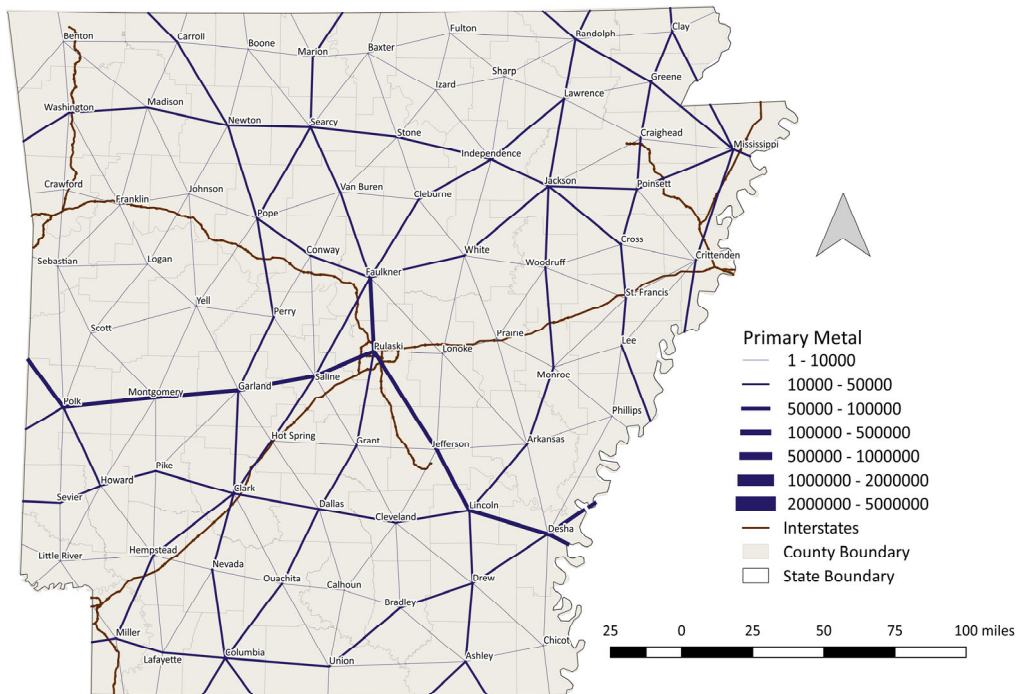 Benton
Carroll
Boone
Marion
Baxter
Fulton
Randolph
Clay
Sharp
Izard
Greene
Lawrence
Washington
Madison
Newton
Searcy
Stone
Independence
Craighead
Mississippi
Crawford
Franklin
Johnson
Van Buren
Cleburne
Jackson
Poinsett
Pope
Conway
White
Cross
Sebastian
Logan
Faulkner
Woodruff
Crittenden
Yell
Perry
St. Francis
Scott
Pulaski
Lonoke
Prairie
Lee
Polk
Montgomery
Garland
Saline
Monroe
Phillips
Hot Spring
Grant
Jefferson
Arkansas
Sevier
Howard
Pike
Clark
Dallas
Cleveland
Lincoln
Desha
Little River
Hempstead
Nevada
Ouachita
Calhoun
Bradley
Drew
Miller
Lafayette
Columbia
Union
Ashley
Chicot
Primary Metal
1 - 10000
10000 - 50000
50000 - 100000
100000 - 500000
500000 - 1000000
1000000 - 2000000
2000000 - 5000000
Interstates
County Boundary
State Boundary
25 0 25 50 75 100 miles